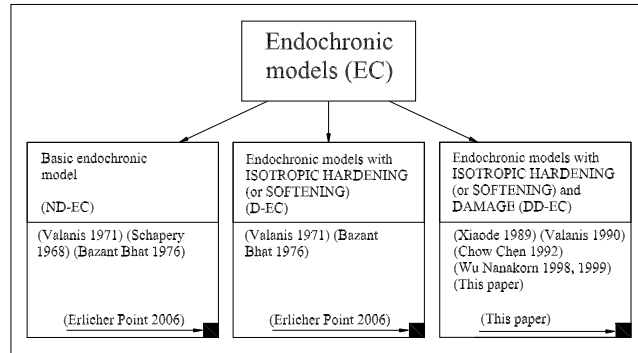 Endochronic
models (EC)
Basic endochronic
model
(ND-EC)
(Valanis 1971) (Schapery
1968) (Bazant Bhat 1976)
(Erlicher Point 2006)
Endochronic models with
ISOTROPIC HARDENING
(or SOFTENING)
(D-EC)
(Valanis 1971) (Bazant
Bhat 1976)
(Erlicher Point 2006)
Endochronic models with
ISOTROPIC HARDENING
(or SOFTENING) and
DAMAGE (DD-EC)
(Xiaode 1989) (Valanis 1990)
(Chow Chen 1992)
(Wu Nanakorn 1998, 1999)
(This paper)
(This paper)